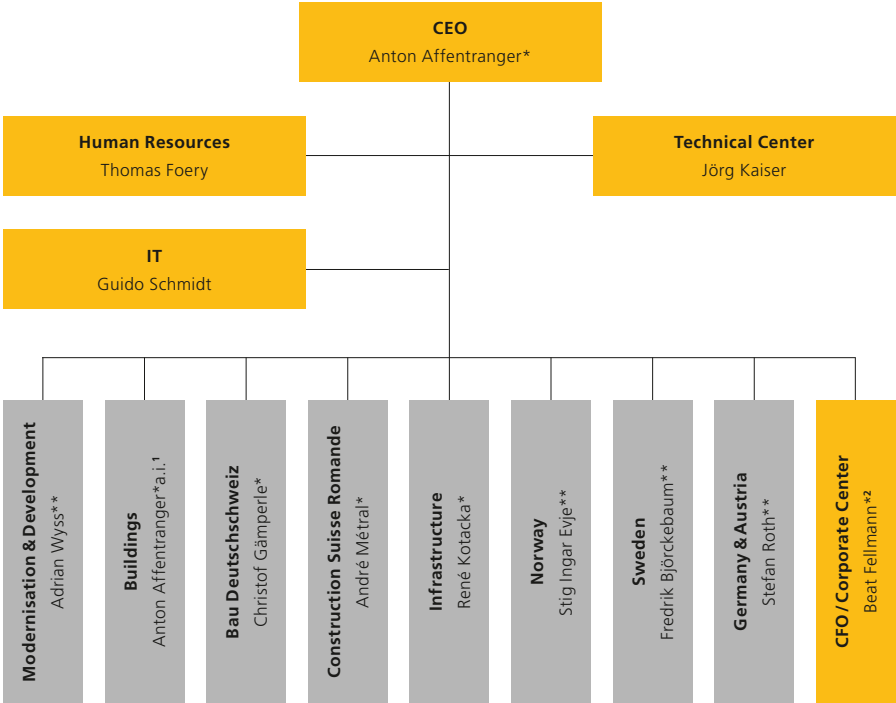 CEO
Anton Affentranger*
Human Resources
Thomas Foery
Technical Center
Jörg Kaiser
IT
Guido Schmidt
Modernisation & Development
Adrian Wyss**
Buildings
Anton Affentranger*a.i.¹
Bau Deutschschweiz
Christof Gämperle*
Construction Suisse Romande
André Métral*
Infrastructure
René Kotacka*
Norway
Stig Ingar Evje**
Sweden
Fredrik Björckebaum**
Germany & Austria
Stefan Roth**
CFO / Corporate Center
Beat Fellmann*²